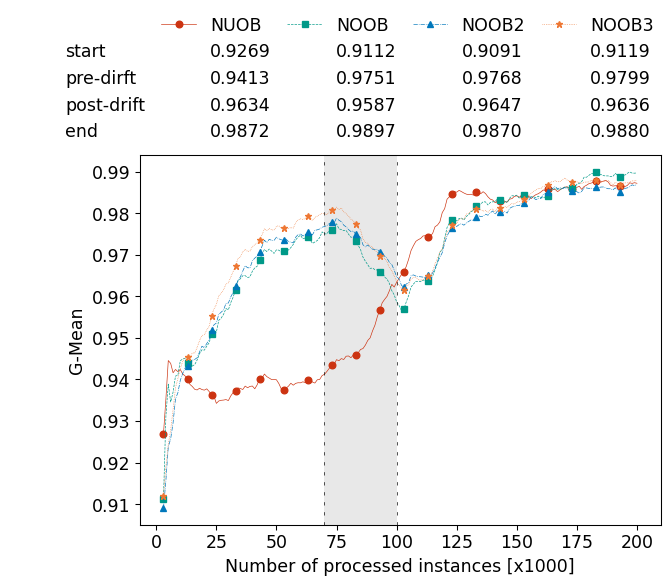 NUOB NOOB NOOB2 NOOB3
start 0.9269 0.9112 0.9091 0.9119
pre-dirft 0.9413 0.9751 0.9768 0.9799
post-drift 0.9634 0.9587 0.9647 0.9636
end 0.9872 0.9897 0.9870 0.9880
0.99
0.98
0.97
0.96
0.95
0.94
0.93
0.92
0.91
G-Mean
0 25 50 75 100 125 150 175 200
Number of processed instances [x1000]